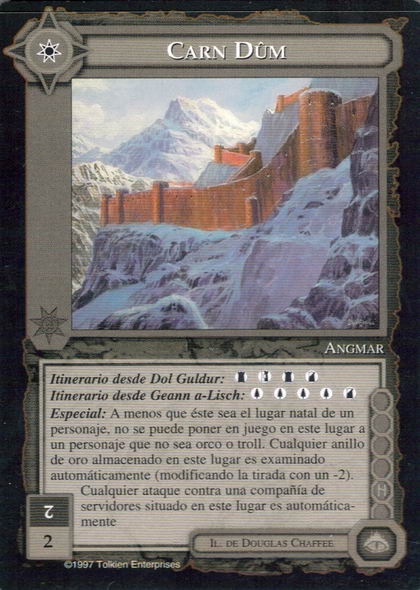 CARN DÛM
ANGMAR
Itinerario desde Dol Guldur:
Itinerario desde Geann a-Lisch:
Especial: A menos que éste sea el lugar natal de un
personaje, no se puede poner en juego en este lugar a
un personaje que no sea orco o troll. Cualquier anillo
de oro almacenado en este lugar es examinado
automáticamente (modificando la tirada con un -2).
Cualquier ataque contra una compañía de
servidores situado en este lugar es automática-
mente
2
2
IL. DE DOUGLAS CHAFFEE
©1997 Tolkien Enterprises